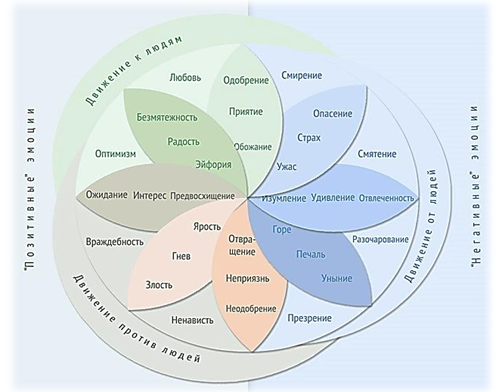 "Позитивные" эмоции
Движение к людям
Любовь
Одобрение
Смирение
Безмятежность
Приятие
Опасение
Радость
Обожание
Страх
Оптимизм
Эйфория
Ужас
Смятение
Ожидание
Интерес
Предвосхищение
Изумление
Удивление
Отвлеченность
Враждебность
Ярость
Отвра-
щение
Горе
Разочарование
Гнев
Печаль
Злость
Неприязнь
Уныние
Неодобрение
Ненависть
Презрение
Движение против людей
Движение от людей
"Негативные" эмоции